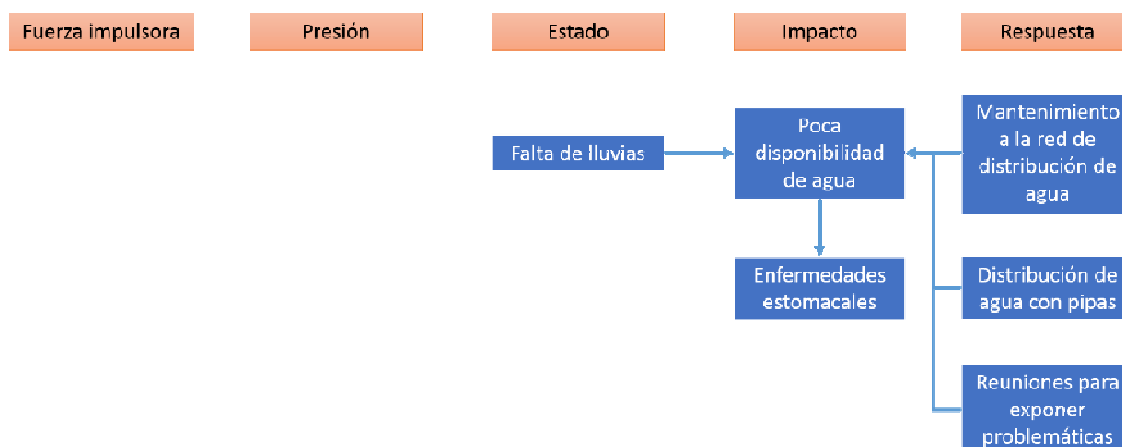 Fuerza impulsora
Presión
Estado
Impacto
Respuesta
Falta de lluvias
Poca
disponibilidad
de agua
Mantenimiento
a la red de
distribución de
agua
Enfermedades
estomacales
Distribución de
agua con pipas
Reuniones para
exponer
problemáticas